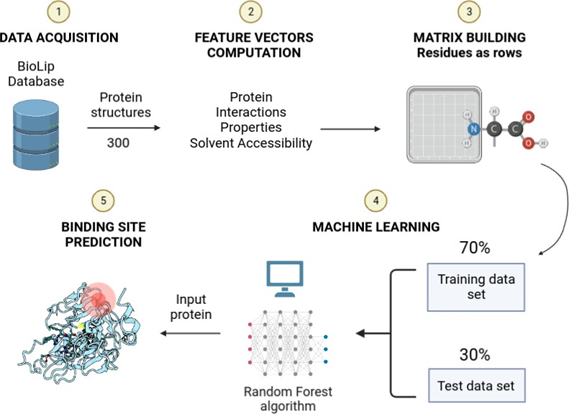 1
DATA ACQUISITION
BioLip
Database
Protein
structures
300
2
FEATURE VECTORS
COMPUTATION
Protein
Interactions
Properties
Solvent Accessibility
3
MATRIX BUILDING
Residues as rows
H
H
N
H
C
C
O
O
H
4
MACHINE LEARNING
70%
Training data
set
30%
Test data set
Random Forest
algorithm
Input
protein
5
BINDING SITE
PREDICTION